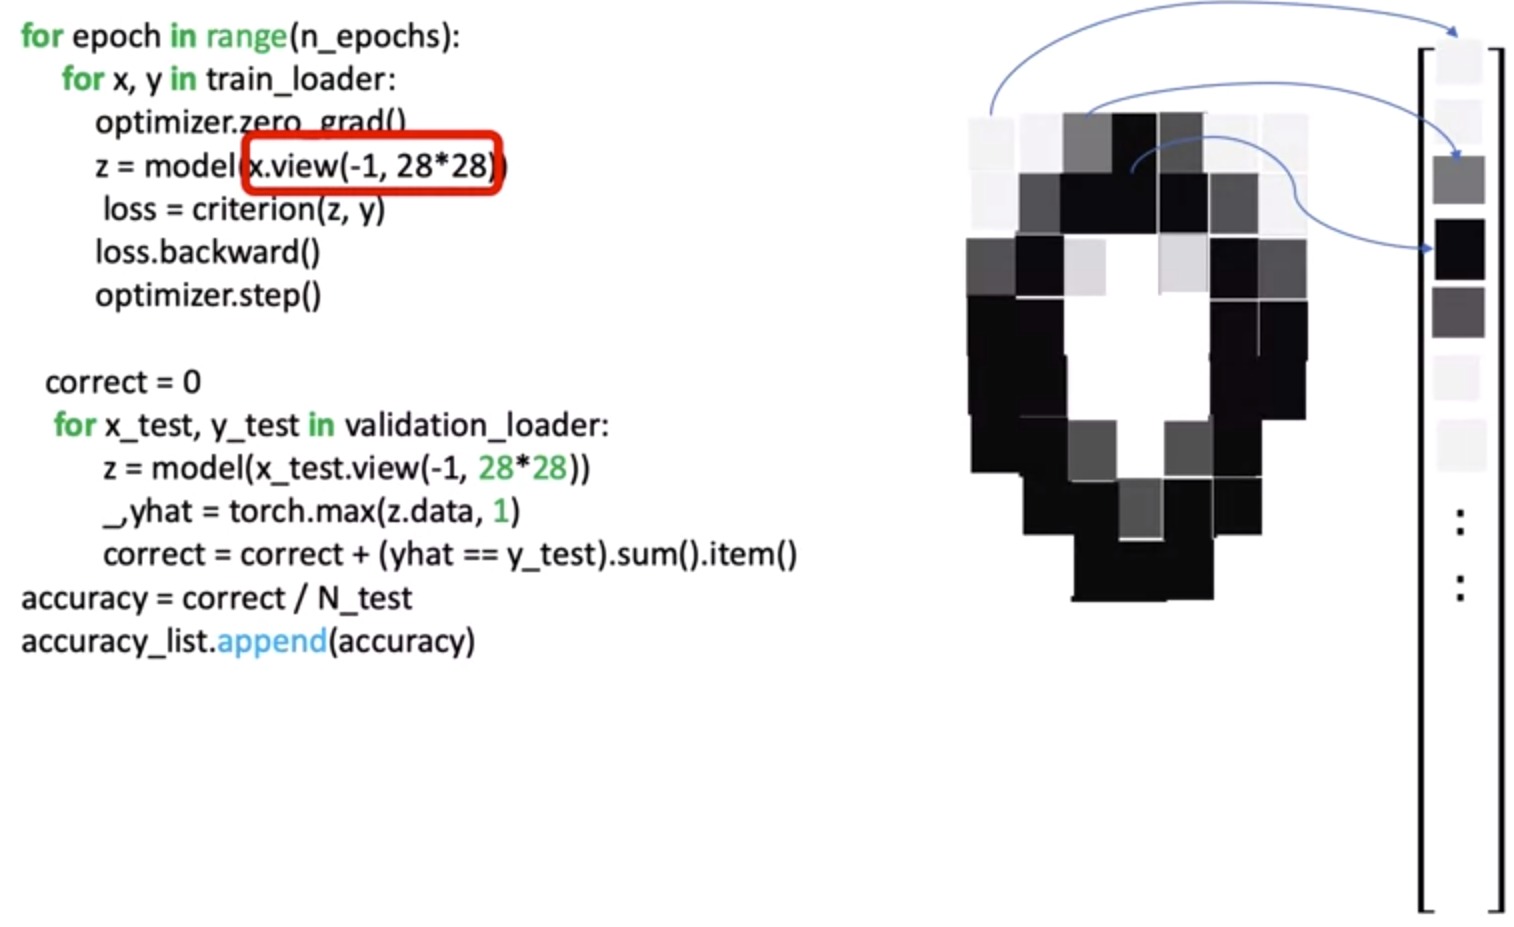 for epoch in range(n_epochs):
for x, y in train_loader:
optimizer.zero_grad()
z = model(x.view(-1, 28*28))
loss = criterion(z, y)
loss.backward()
optimizer.step()
correct = 0
for x_test, y_test in validation_loader:
z = model(x_test.view(-1, 28*28))
_,yhat = torch.max(z.data, 1)
correct = correct + (yhat == y_test).sum().item()
accuracy = correct / N_test
accuracy_list.append(accuracy)